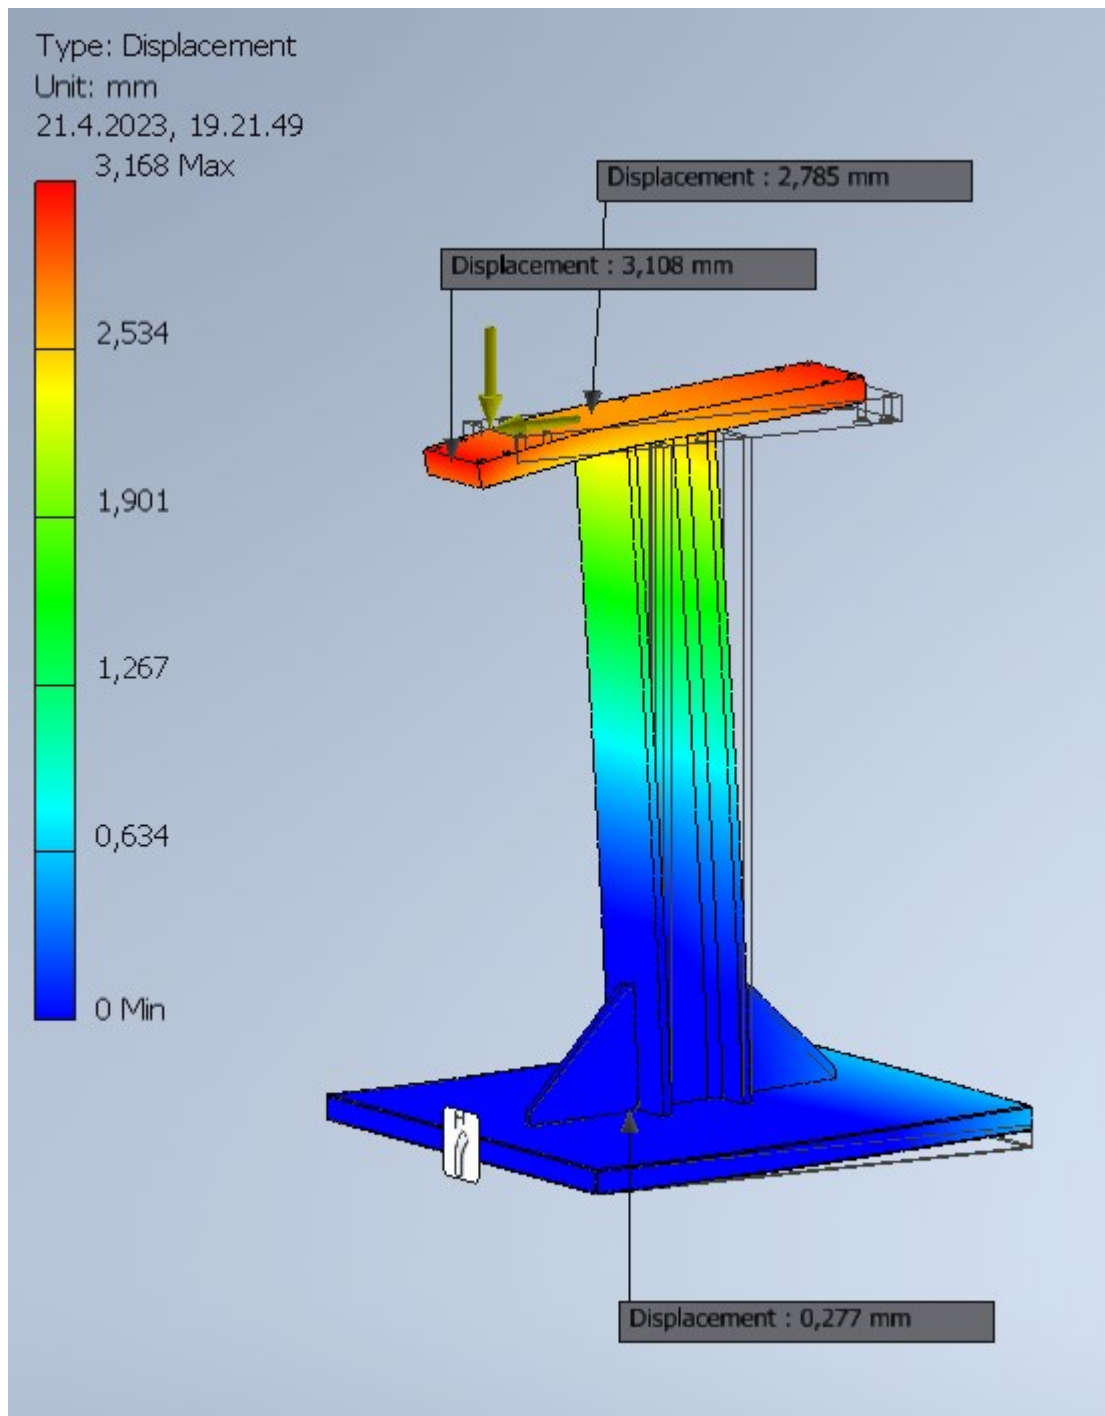 Type: Displacement
Unit: mm
21.4.2023, 19.21.49
3,168 Max
Displacement : 2,785 mm
Displacement : 3,108 mm
2,534
1,901
1,267
0,634
0 Min
Displacement : 0,277 mm